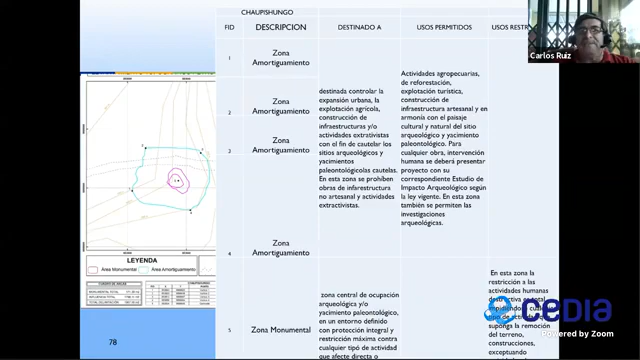 CHAUPISHUNGO
FID DESCRIPCION DESTINADO A USOS PERMITIDOS USOS RESTR
1
Zona
Amortiguamiento
2
Zona
Amortiguamiento
3
Zona
Amortiguamiento
4
Zona
Amortiguamiento
destinada controlar la
expansión urbana, la
explotación agrícola,
construcción de
infraestructuras y/o
actividades extrativistas
con el fin de cautelar los
sitios arqueológicos y
yacimientos
paleontológicolas cautelas.
En esta zona se prohiben
obras de infarestructura
no artesanal y actividades
extractivistas.
Actividades agropecuarias,
de reforestación,
explotación turística,
construcción de
infraestructura artesanal y en
armonía con el paisaje
cultural y natural del sitio
arqueológico y yacimiento
paleontológico. Para
cualquier obra, intervención
humana se deberá presentar
proyecto con su
correspondiente Estudio de
Impacto Arqueológico según
la ley vigente. En esta zona
también se permiten las
investigaciones
arqueológicas.
5
Zona Monumental
zona central de ocupación
arqueológica y/o
yacimiento paleontológico,
en un entorno definido
con protección integral y
restricción máxima contra
cualquier tipo de actividad
que afecte directa o
En esta zona la
restricción a las
actividades humanas
suponga la remoción
del terreno,
construcciones,
exceptuando
LEYENDA
Área Monumental
Área Amortiguamiento
78
Carlos Ruiz
cedia
Powered by Zoom